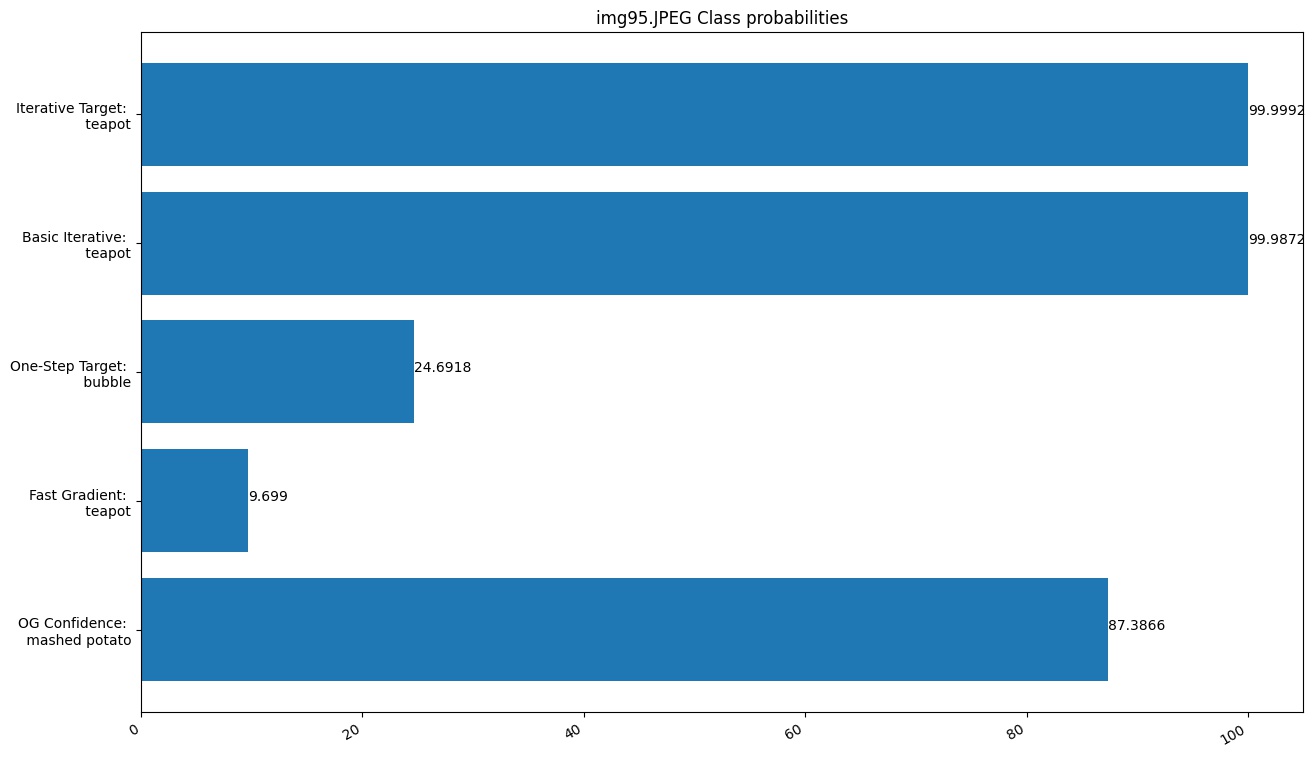 img95.JPEG Class probabilities
Iterative Target:
teapot
99.9992
Basic Iterative:
teapot
99.9872
One-Step Target:
bubble
24.6918
Fast Gradient:
teapot
9.699
OG Confidence:
mashed potato
87.3866
0
20
40
60
80
100